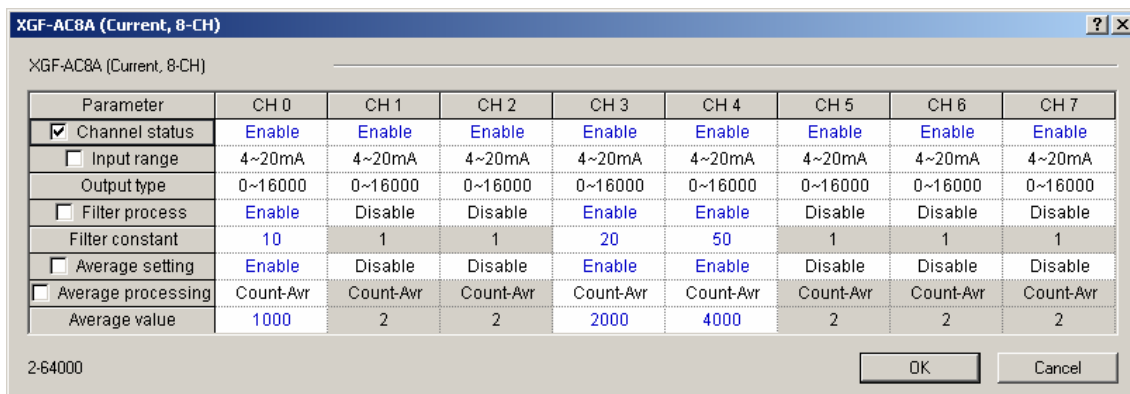 XGF-AC8A (Current, 8-CH)
XGF-AC8A (Current, 8-CH)
Parameter CH 0 CH 1 CH 2 CH 3 CH 4 CH 5 CH 6 CH 7
Channel status Enable Enable Enable Enable Enable Enable Enable Enable
Input range 4~20mA 4~20mA 4~20mA 4~20mA 4~20mA 4~20mA 4~20mA 4~20mA
Output type 0~16000 0~16000 0~16000 0~16000 0~16000 0~16000 0~16000 0~16000
Filter process Enable Disable Disable Enable Enable Disable Disable Disable
Filter constant 10 1 1 20 50 1 1 1
Average setting Enable Disable Disable Enable Enable Disable Disable Disable
Average processing Count-Avr Count-Avr Count-Avr Count-Avr Count-Avr Count-Avr Count-Avr Count-Avr
Average value 1000 2 2 2000 4000 2 2 2
2-64000 OK Cancel